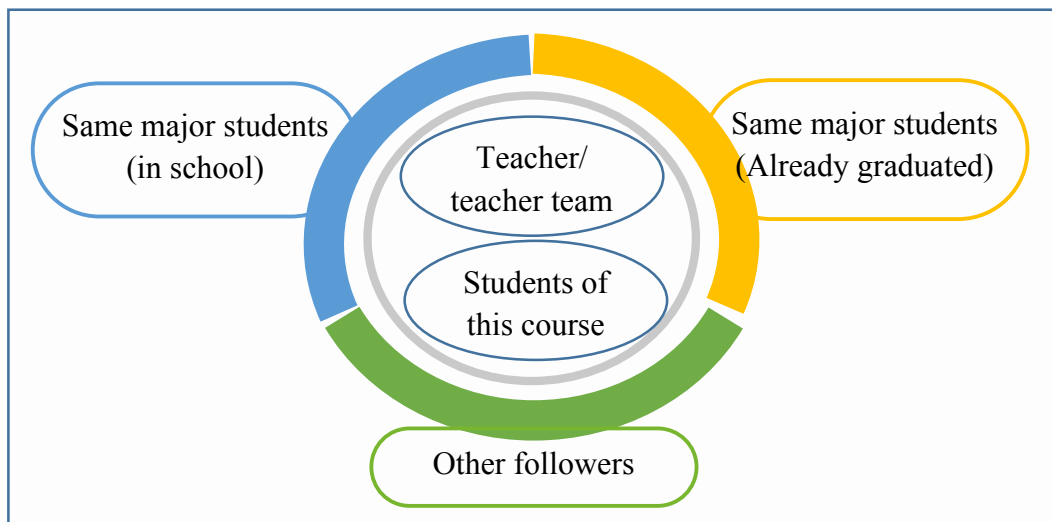 Same major students
(in school)
Teacher/
teacher team
Students of
this course
Same major students
(Already graduated)
Other followers